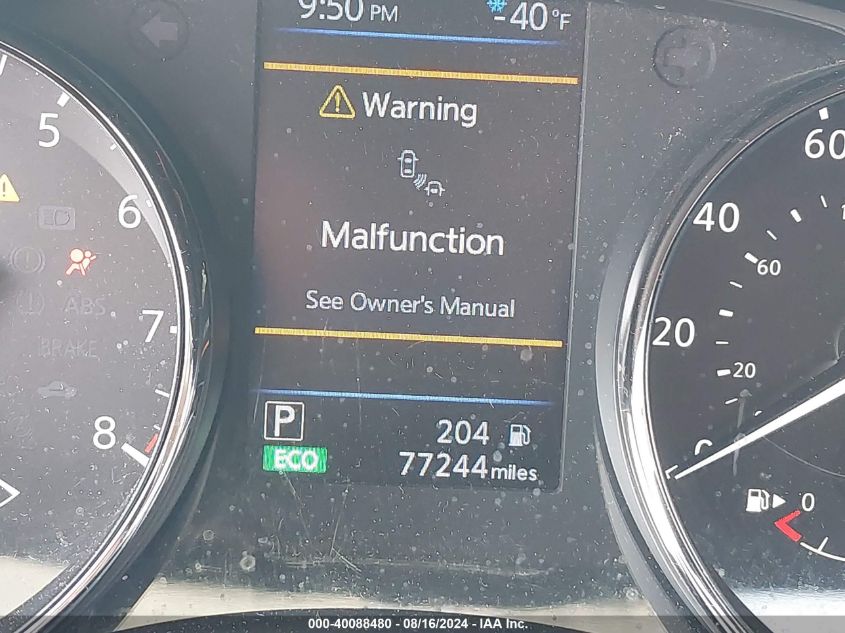 9:50 PM -40°F
Warning
Malfunction
See Owner's Manual
P 204
ECO 77244 miles
5
6
7
8
ABS
BRAKE
60
40
60
20
20
0
0
000-40088480 - 08/16/2024 - IAA Inc.